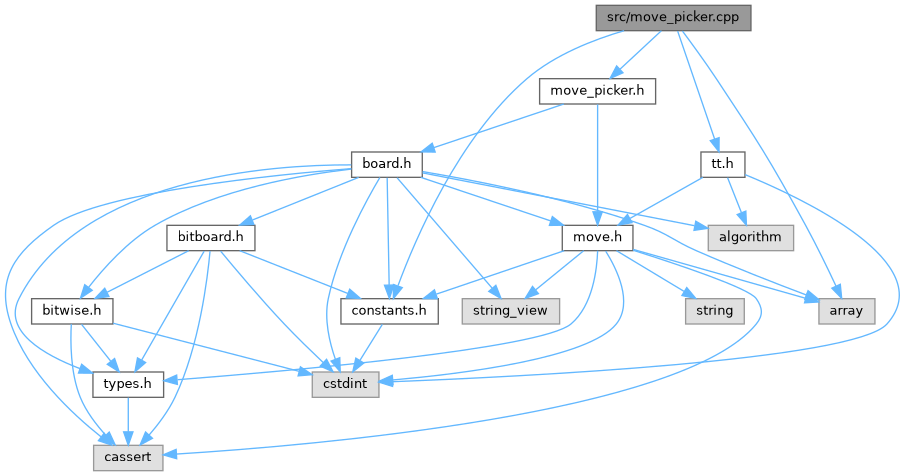 src/move_picker.cpp
move_picker.h
board.h
tt.h
bitboard.h
move.h
algorithm
bitwise.h
constants.h
string_view
string
array
types.h
cstdint
cassert